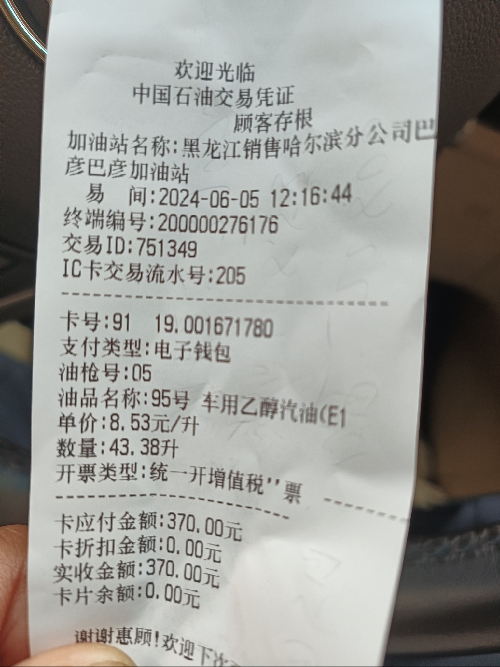 欢迎光临
中国石油交易凭证
顾客存根
加油站名称:黑龙江销售哈尔滨分公司巴
彦巴彦加油站
易 间:2024-06-05 12:16:44
终端编号:200000276176
交易ID:751349
IC卡交易流水号:205
卡号:91 19.001671780
支付类型:电子钱包
油枪号:05
油品名称:95号 车用乙醇汽油(E1
单价:8.53元/升
数量:43.38升
开票类型:统一开增值税''票
卡应付金额:370.00元
卡折扣金额:0.00元
实收金额:370.00元
卡片余额:0.00元
谢谢惠顾!欢迎下次